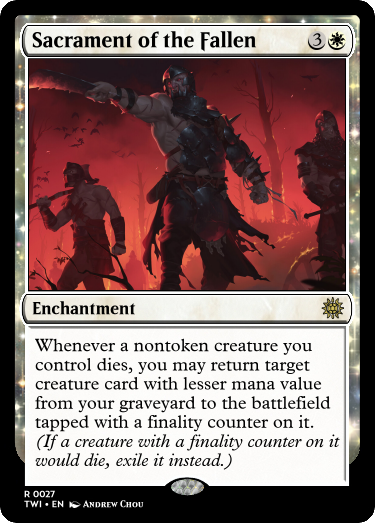 Sacrament of the Fallen 3
Enchantment
Whenever a nontoken creature you
control dies, you may return target
creature card with lesser mana value
from your graveyard to the battlefield
tapped with a finality counter on it.
(If a creature with a finality counter on it
would die, exile it instead.)
R 0027
TWI • EN Andrew Chou